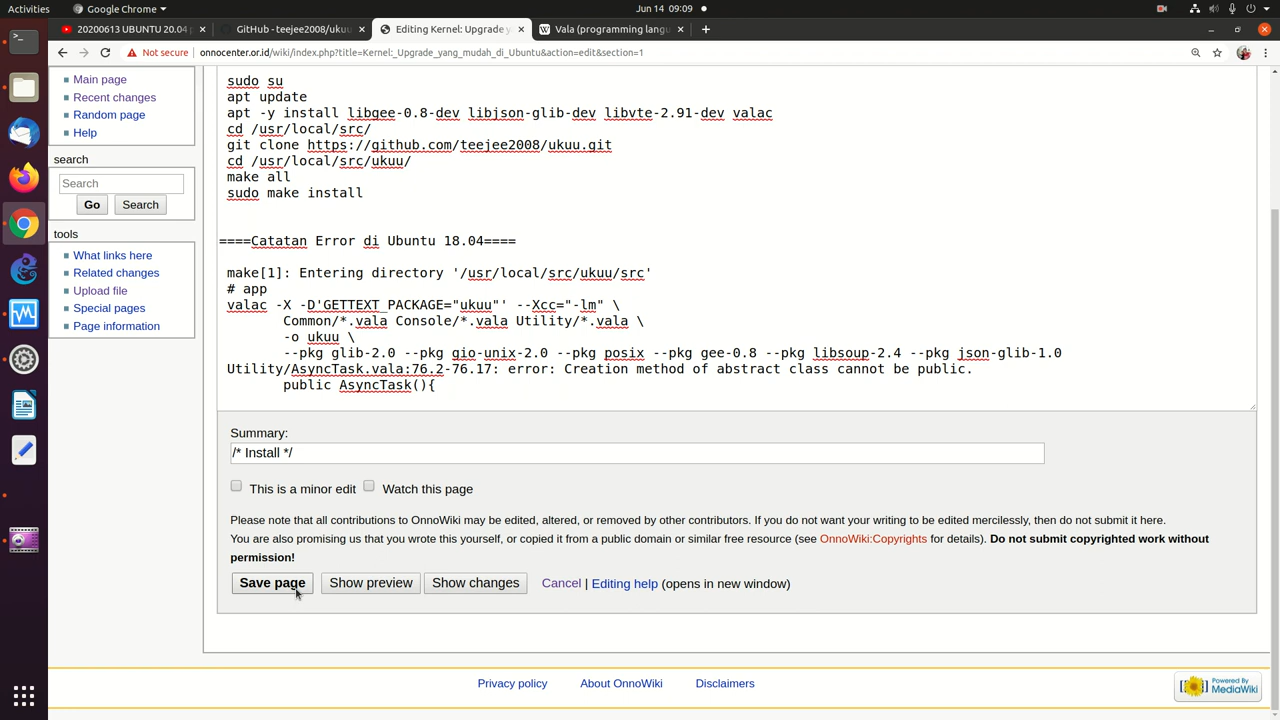 Activities
Google Chrome
Jun 14 09:09
20200613 UBUNTU 20.04
GitHub - teejee2008/ukuu
Editing Kernel: Upgrade y
Vala (programming langu
Not secure
onnocenter.or.id/wiki/index.php?title=Kernel:_Upgrade_yang_mudah_di_Ubuntu&action=edit&section=1
Main page
Recent changes
Random page
Help
search
Search
Go
Search
tools
What links here
Related changes
Upload file
Special pages
Page information
sudo su
apt update
apt -y install libgee-0.8-dev libjson-glib-dev libvte-2.91-dev valac
cd /usr/local/src/
git clone https://github.com/teejee2008/ukuu.git
cd /usr/local/src/ukuu/
make all
sudo make install
====Catatan Error di Ubuntu 18.04====
make[1]: Entering directory '/usr/local/src/ukuu/src'
# app
valac -X -D'GETTEXT_PACKAGE="ukuu"' --Xcc="-lm" \
Common/*.vala Console/*.vala Utility/*.vala \
-o ukuu \
--pkg glib-2.0 --pkg gio-unix-2.0 --pkg posix --pkg gee-0.8 --pkg libsoup-2.4 --pkg json-glib-1.0
Utility/AsyncTask.vala:76.2-76.17: error: Creation method of abstract class cannot be public.
public AsyncTask(){
Summary:
/* Install */
This is a minor edit
Watch this page
Please note that all contributions to OnnoWiki may be edited, altered, or removed by other contributors. If you do not want your writing to be edited mercilessly, then do not submit it here.
You are also promising us that you wrote this yourself, or copied it from a public domain or similar free resource (see OnnoWiki:Copyrights for details). Do not submit copyrighted work without
permission!
Save page
Show preview
Show changes
Cancel | Editing help (opens in new window)
Privacy policy
About OnnoWiki
Disclaimers
Powered By
MediaWiki